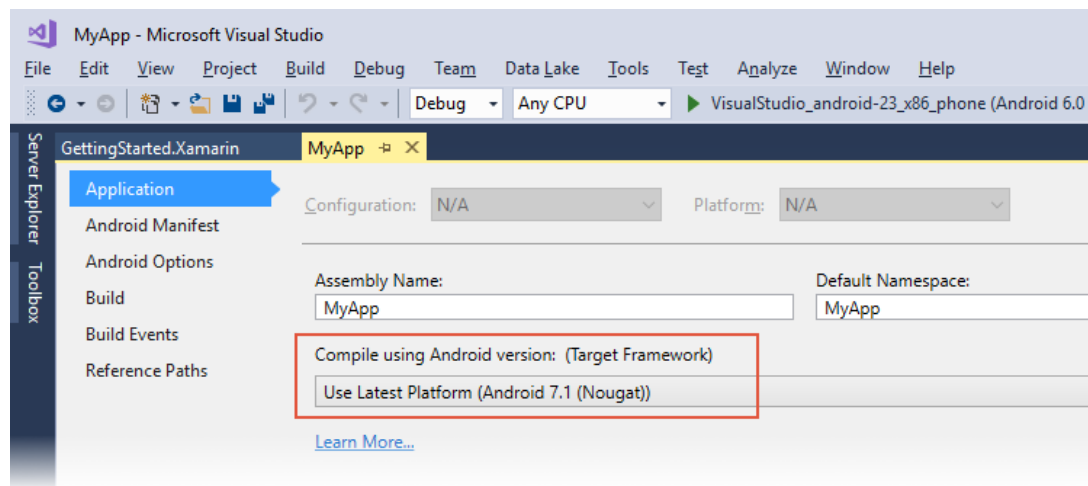 MyApp - Microsoft Visual Studio
File Edit View Project Build Debug Team Data Lake Tools Test Analyze Window Help
Debug Any CPU VisualStudio_android-23_x86_phone (Android 6.0
Server Explorer
Toolbox
GettingStarted.Xamarin MyApp
Application
Android Manifest
Android Options
Build
Build Events
Reference Paths
Configuration: N/A Platform: N/A
Assembly Name: Default Namespace:
MyApp MyApp
Compile using Android version: (Target Framework)
Use Latest Platform (Android 7.1 (Nougat))
Learn More...